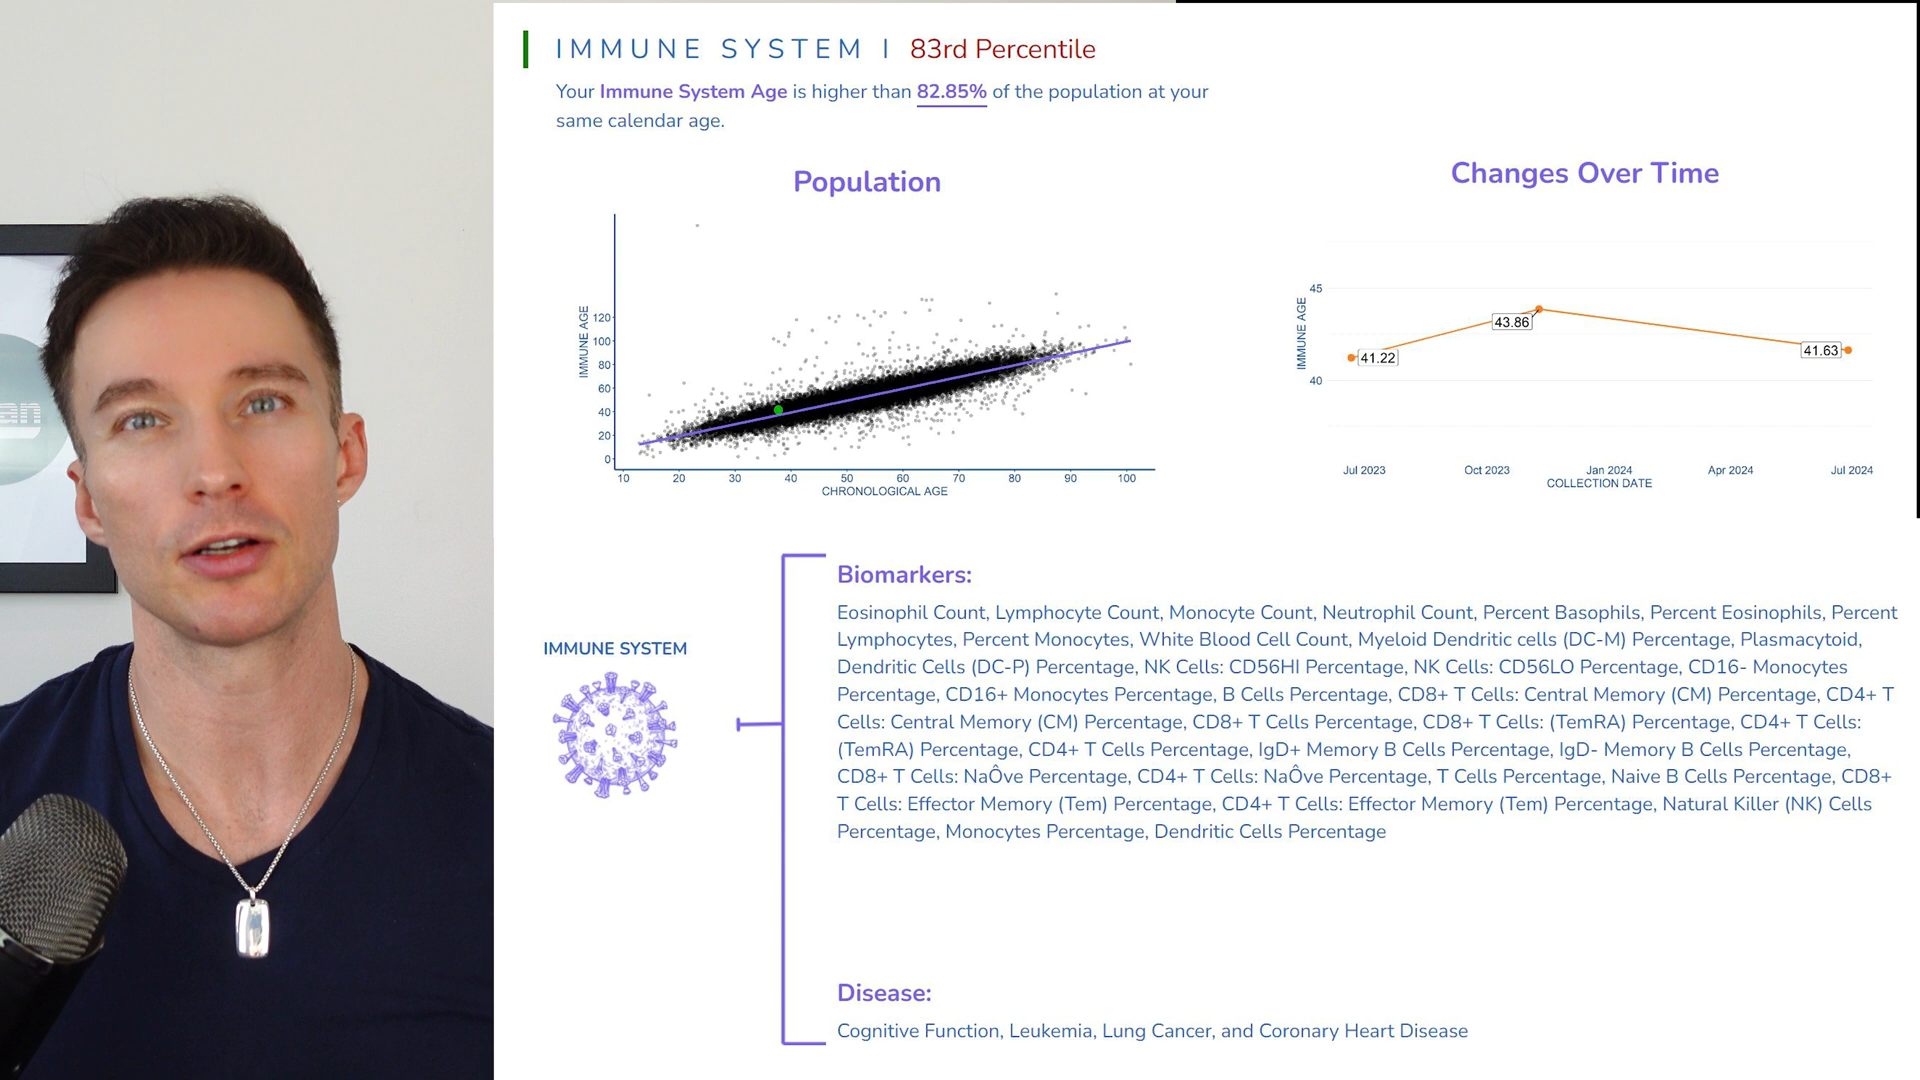 an
IMMUNE SYSTEM I 83rd Percentile
Your Immune System Age is higher than 82.85% of the population at your
same calendar age.
Population
IMMUNE AGE
120
100
80
60
40
20
0
10 20 30 40 50 60 70 80 90 100
CHRONOLOGICAL AGE
Changes Over Time
IMMUNE AGE
45
40
41.22
43.86
41.63
Jul 2023 Oct 2023 Jan 2024 Apr 2024 Jul 2024
COLLECTION DATE
IMMUNE SYSTEM
Biomarkers:
Eosinophil Count, Lymphocyte Count, Monocyte Count, Neutrophil Count, Percent Basophils, Percent Eosinophils, Percent
Lymphocytes, Percent Monocytes, White Blood Cell Count, Myeloid Dendritic cells (DC-M) Percentage, Plasmacytoid,
Dendritic Cells (DC-P) Percentage, NK Cells: CD56HI Percentage, NK Cells: CD56LO Percentage, CD16- Monocytes
Percentage, CD16+ Monocytes Percentage, B Cells Percentage, CD8+ T Cells: Central Memory (CM) Percentage, CD4+ T
Cells: Central Memory (CM) Percentage, CD8+ T Cells Percentage, CD8+ T Cells: (TemRA) Percentage, CD4+ T Cells:
(TemRA) Percentage, CD4+ T Cells Percentage, IgD+ Memory B Cells Percentage, IgD- Memory B Cells Percentage,
CD8+ T Cells: NaÔve Percentage, CD4+ T Cells: NaÔve Percentage, T Cells Percentage, Naive B Cells Percentage, CD8+
T Cells: Effector Memory (Tem) Percentage, CD4+ T Cells: Effector Memory (Tem) Percentage, Natural Killer (NK) Cells
Percentage, Monocytes Percentage, Dendritic Cells Percentage
Disease:
Cognitive Function, Leukemia, Lung Cancer, and Coronary Heart Disease